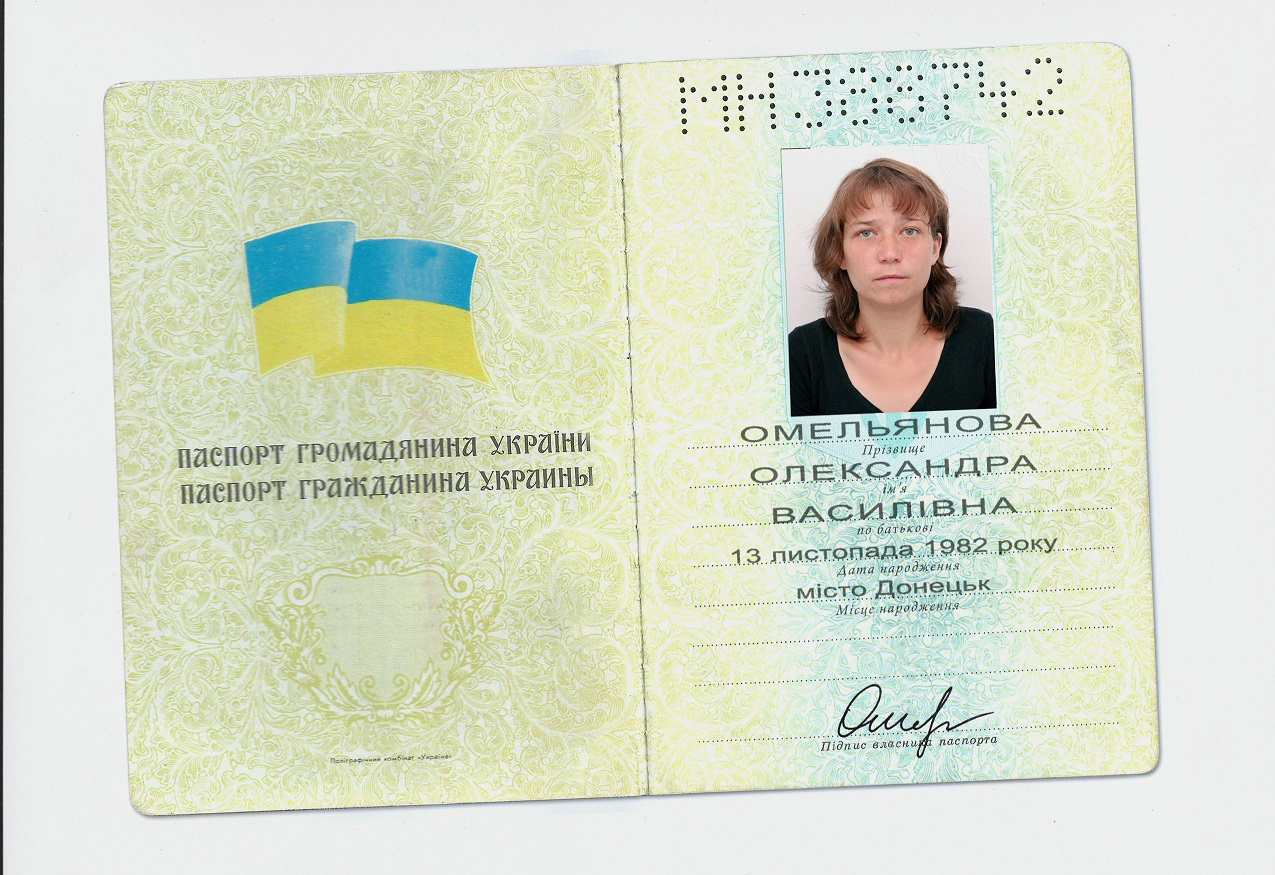 ПАСПОРТ ГРОМАДЯНИНА УКРАЇНИ
ПАСПОРТ ГРАЖДАНИНА УКРАИНЫ
Поліграфічний комбінат «Україна»
МН388742
ОМЕЛЬЯНОВА
Прізвище
ОЛЕКСАНДРА
ім'я
ВАСИЛІВНА
по батькові
13 листопада 1982 року
Дата народження
місто Донецьк
Місце народження
Підпис власника паспорта